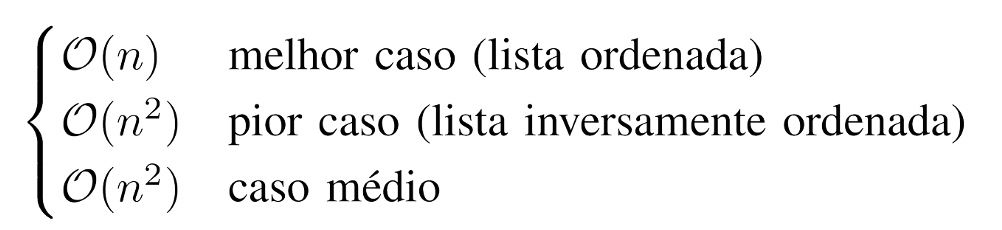 O(n) melhor caso (lista ordenada)
O(n²) pior caso (lista inversamente ordenada)
O(n²) caso médio